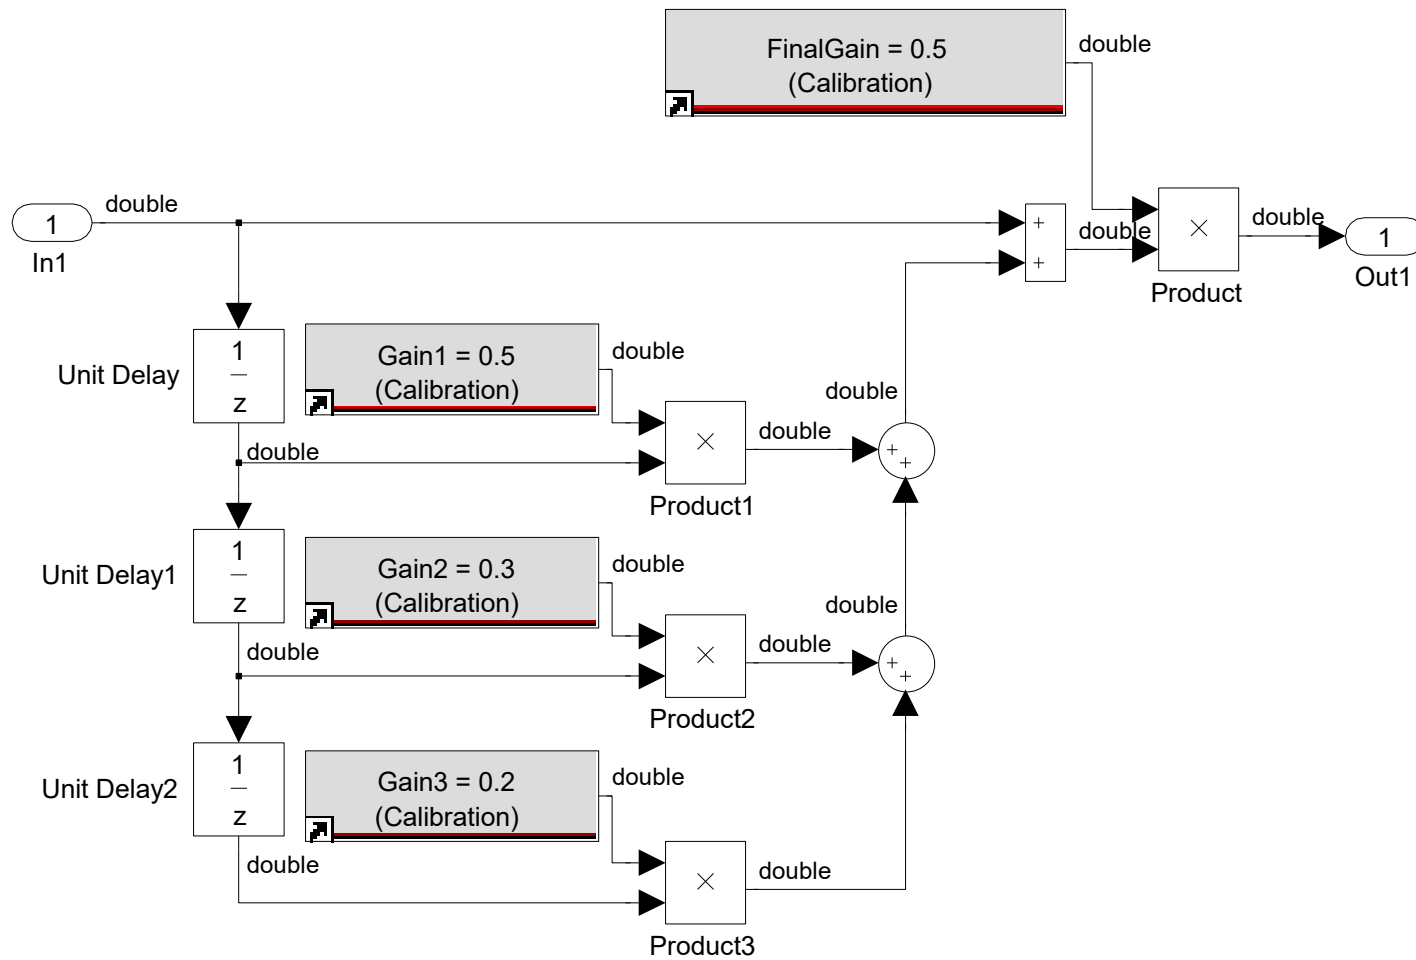 FinalGain = 0.5
(Calibration)
double
double
1
In1
+
+
double
×
Product
double
1
Out1
Unit Delay
1
z
Gain1 = 0.5
(Calibration)
double
double
×
Product1
double
double
+
+
Unit Delay1
1
z
Gain2 = 0.3
(Calibration)
double
double
×
Product2
double
double
+
+
Unit Delay2
1
z
Gain3 = 0.2
(Calibration)
double
double
×
Product3
double